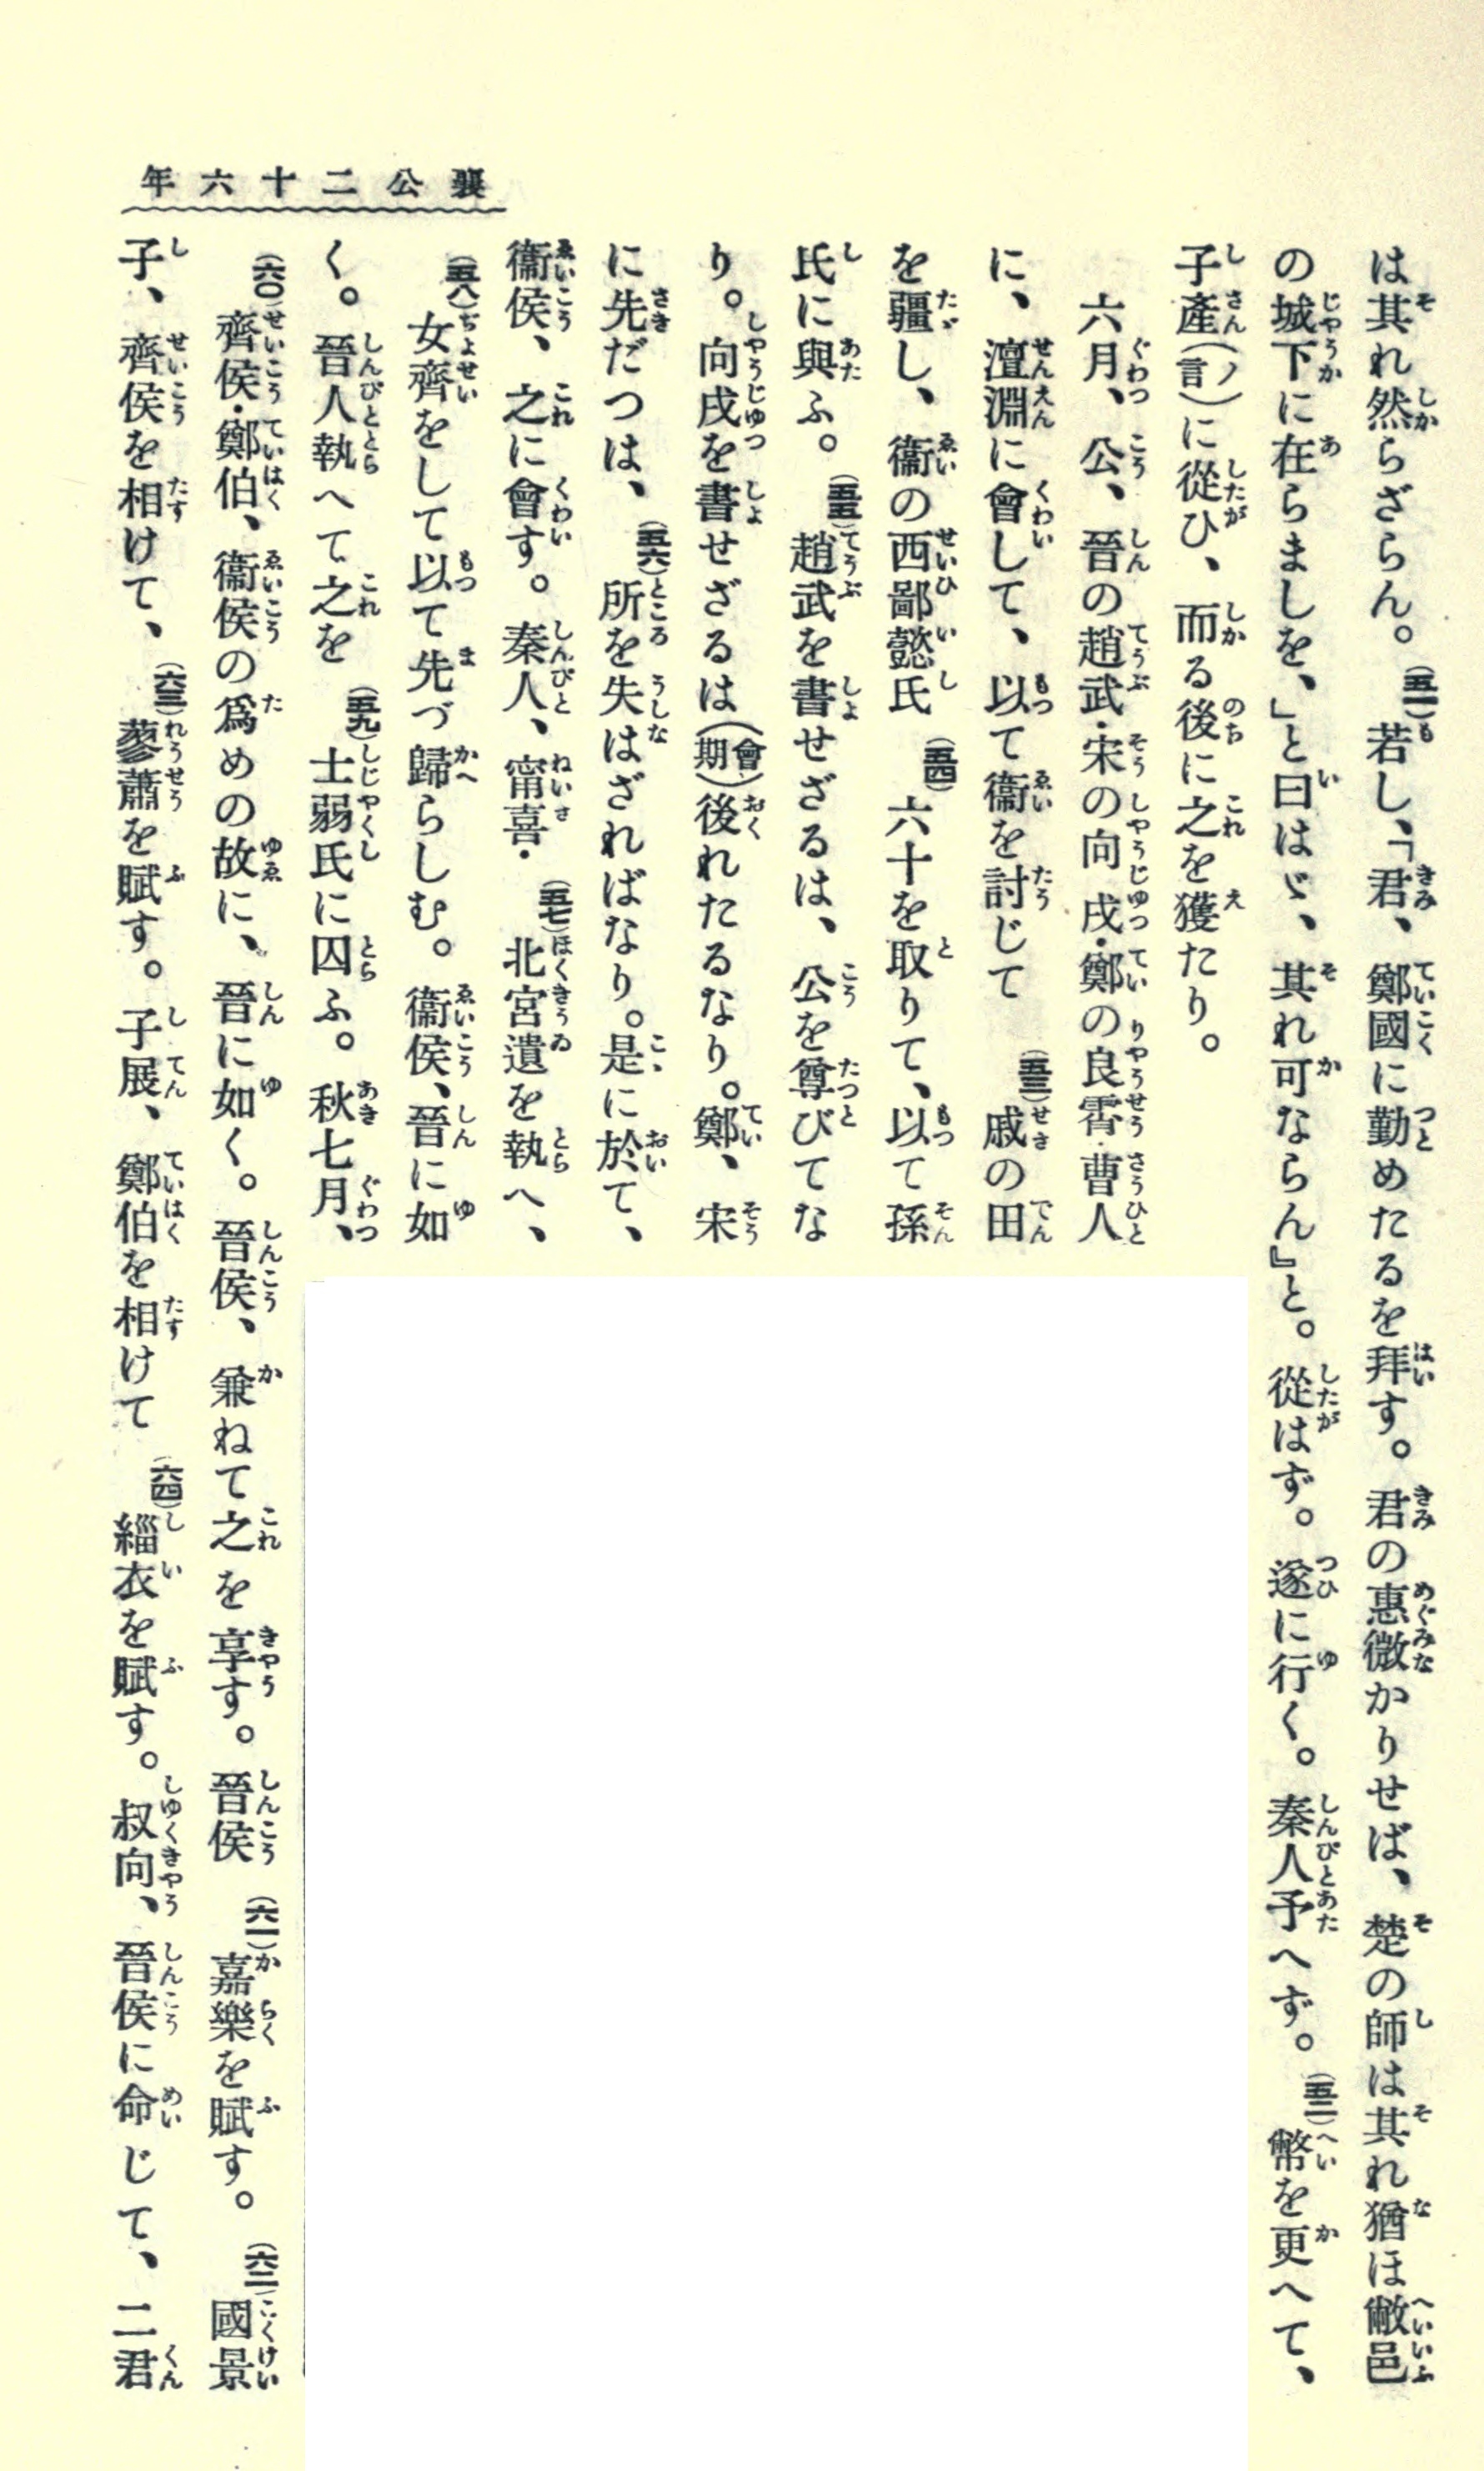 襄公二十六年
は其れ然らざらん。(五一)若し、「君、鄭國に勤めたるを拜す。君の惠微かりせば、楚の師は其れ猶ほ敝邑
の城下に在らましを、」と曰はゞ、其れ可ならん』と。從はず。遂に行く。秦人予へず。(五二)幣を更へて、
子產(ノ言)に從ひ、而る後に之を獲たり。
六月、公、晉の趙武・宋の向戌・鄭の良霄・曹人
に、澶淵に會して、以て衞を討じて(五三)戚の田
を疆し、衞の西鄙懿氏(五四)六十を取りて、以て孫
氏に與ふ。(五五)趙武を書せざるは、公を尊びてな
り。向戌を書せざるは(會期)後れたるなり。鄭、宋
に先だつは、(五六)所を失はざればなり。是に於て、
衞侯、之に會す。秦人、甯喜・(五七)北宮遺を執へ、
(五八)女齊をして以て先づ歸らしむ。衞侯、晉に如
く。晉人執へて之を(五九)士弱氏に囚ふ。秋七月、
(六〇)齊侯・鄭伯、衞侯の爲めの故に、晉に如く。晉侯、兼ねて之を享す。晉侯(六一)嘉樂を賦す。(六二)國景
子、齊侯を相けて、(六三)蓼蕭を賦す。子展、鄭伯を相けて(六四)緇衣を賦す。叔向、晉侯に命じて、二君